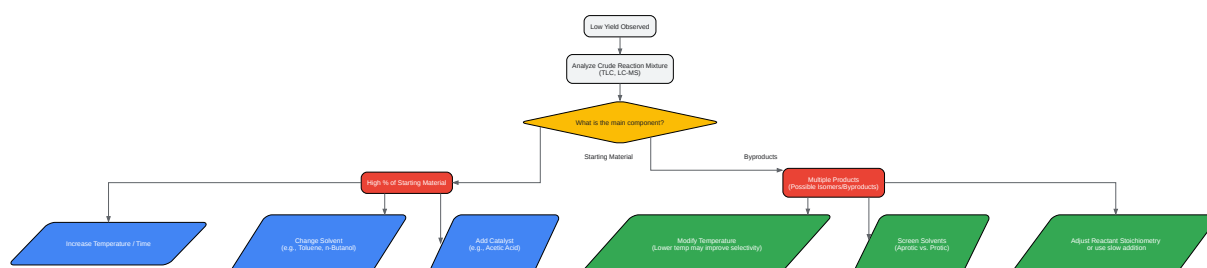 Low Yield Observed
Analyze Crude Reaction Mixture
(TLC, LC-MS)
What is the main component?
Starting Material
Byproducts
High % of Starting Material
Multiple Products
(Possible Isomers/Byproducts)
Increase Temperature / Time
Change Solvent
(e.g., Toluene, n-Butanol)
Add Catalyst
(e.g., Acetic Acid)
Modify Temperature
(Lower temp may improve selectivity)
Screen Solvents
(Aprotic vs. Protic)
Adjust Reactant Stoichiometry
or use slow addition